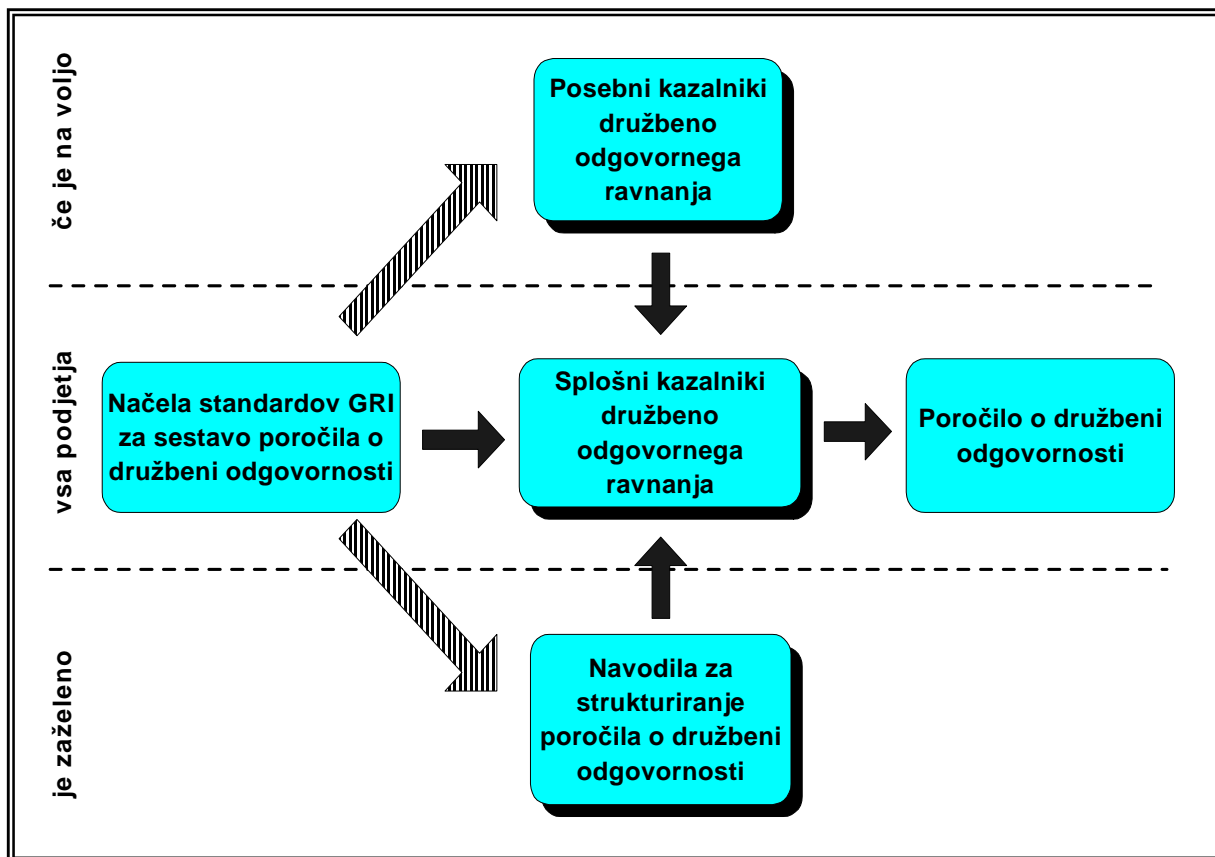 če je na voljo
Posebni kazalniki
družbeno
odgovornega
ravnanja
vsa podjetja
Načela standardov GRI
za sestavo poročila o
družbeni odgovornosti
Splošni kazalniki
družbeno
odgovornega
ravnanja
Poročilo o družbeni
odgovornosti
je zaželeno
Navodila za
strukturiranje
poročila o družbeni
odgovornosti